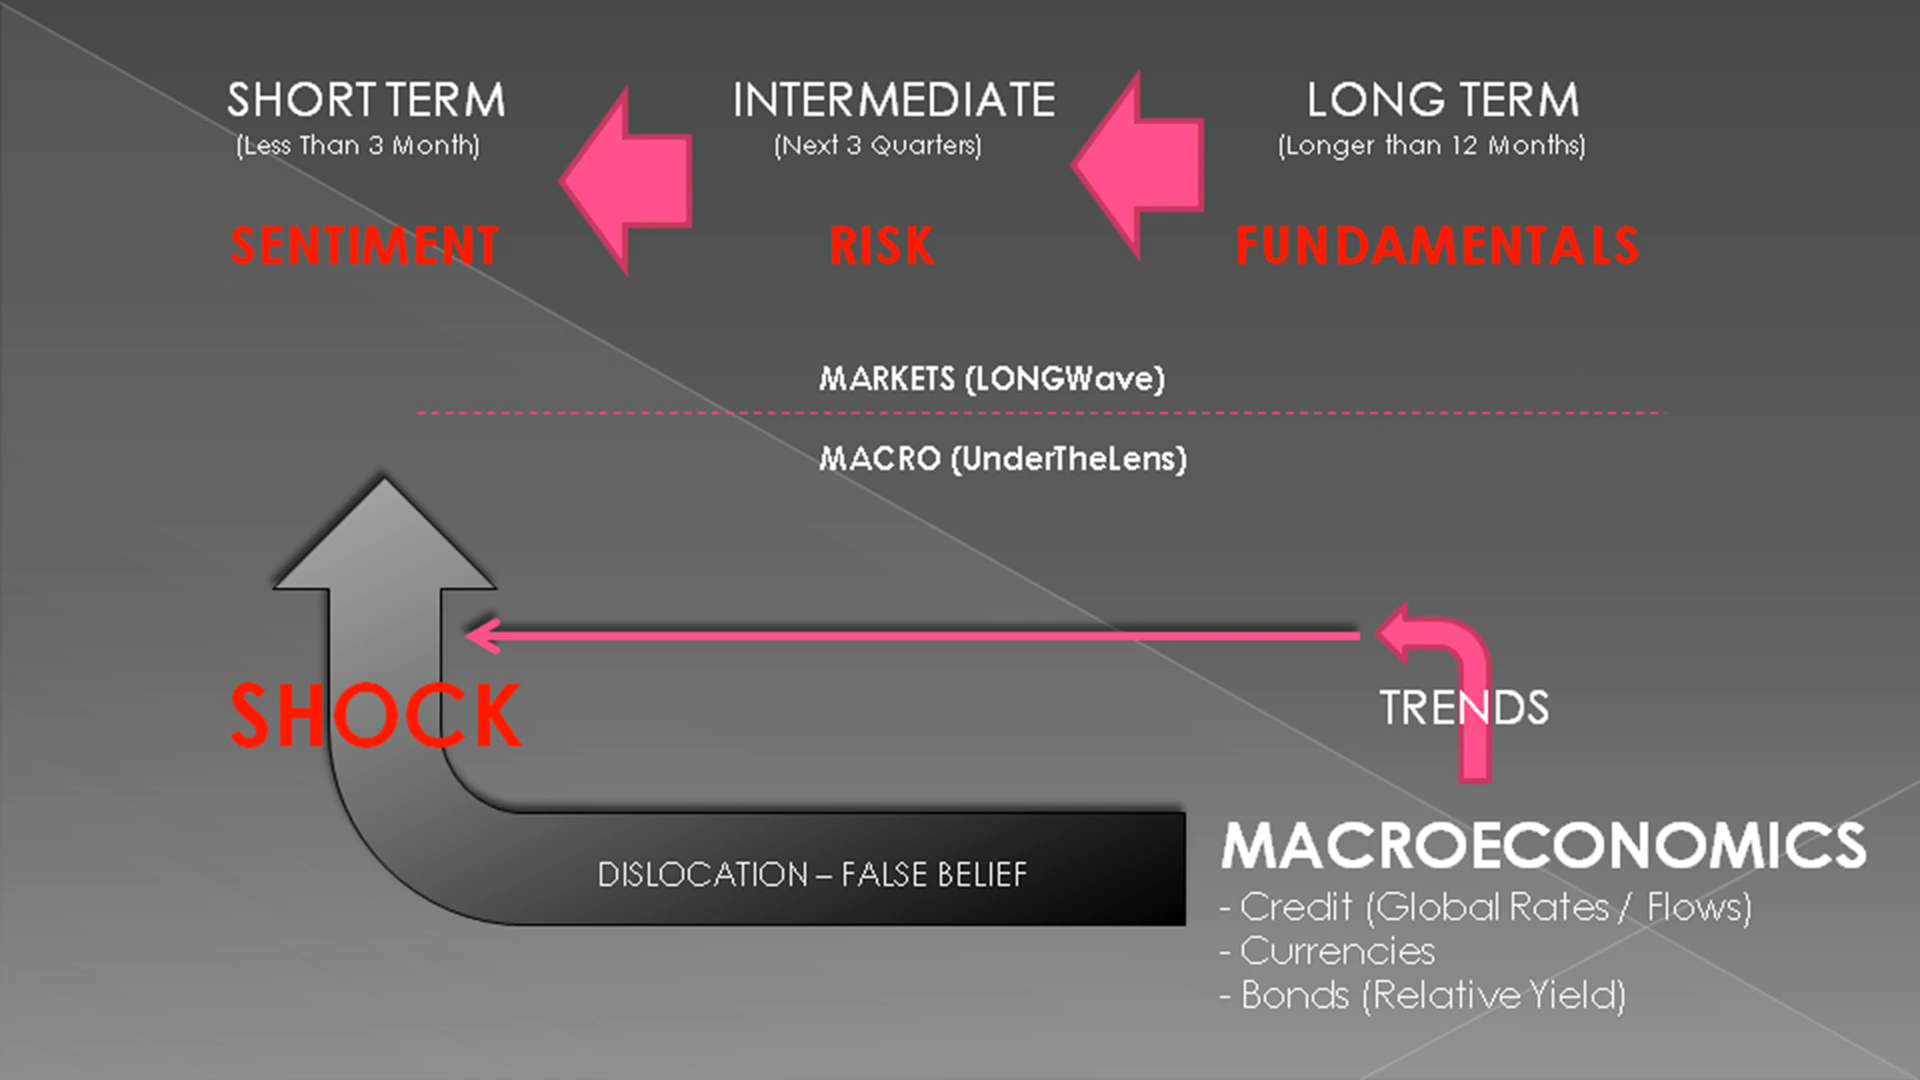 SHORT TERM
(Less Than 3 Month)
SENTIMENT
INTERMEDIATE
(Next 3 Quarters)
RISK
LONG TERM
(Longer than 12 Months)
FUNDAMENTALS
MARKETS (LONGWave)
MACRO (UnderTheLens)
SHOCK
TRENDS
DISLOCATION – FALSE BELIEF
MACROECONOMICS
- Credit (Global Rates / Flows)
- Currencies
- Bonds (Relative Yield)